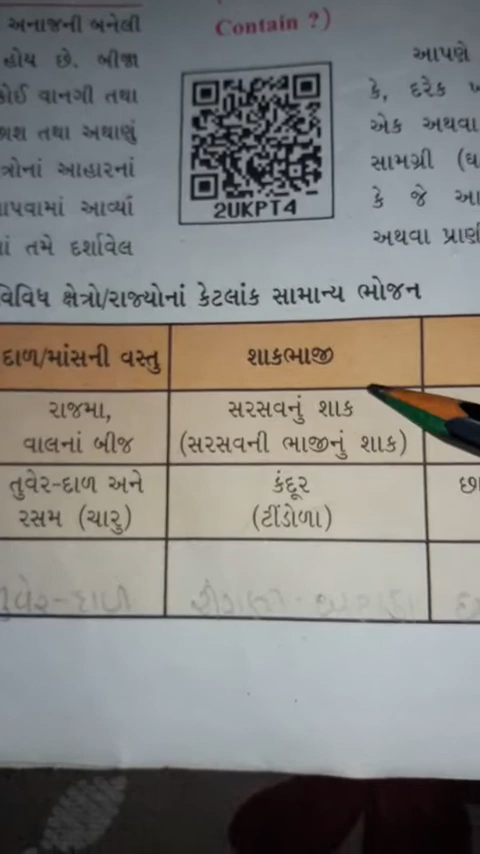 અનાજની બનેલી
Contain ?)
હોય છે. બીજા
આપણે
કોઈ વાનગી તથા
કે, દરેક
તથા અથાણું
એક અથવા
આહારનાં
સામગ્રી
આપવામાં આવ્યાં
કે જે આ
2UKPT4
તમે દર્શાવેલ
અથવા પ્રાણી
વિવિધ ક્ષેત્રો/રાજ્યોનાં કેટલાંક સામાન્ય ભોજન
દાળ/માંસની વસ્તુ
શાકભાજી
રાજમા,
વાલનાં બીજ
સરસવનું શાક
(સરસવની ભાજીનું શાક)
તુવેર-દાળ અને
રસમ (ચારુ)
કંદૂર
(ટીંડોળા)
છા
તુવેર-દાળ